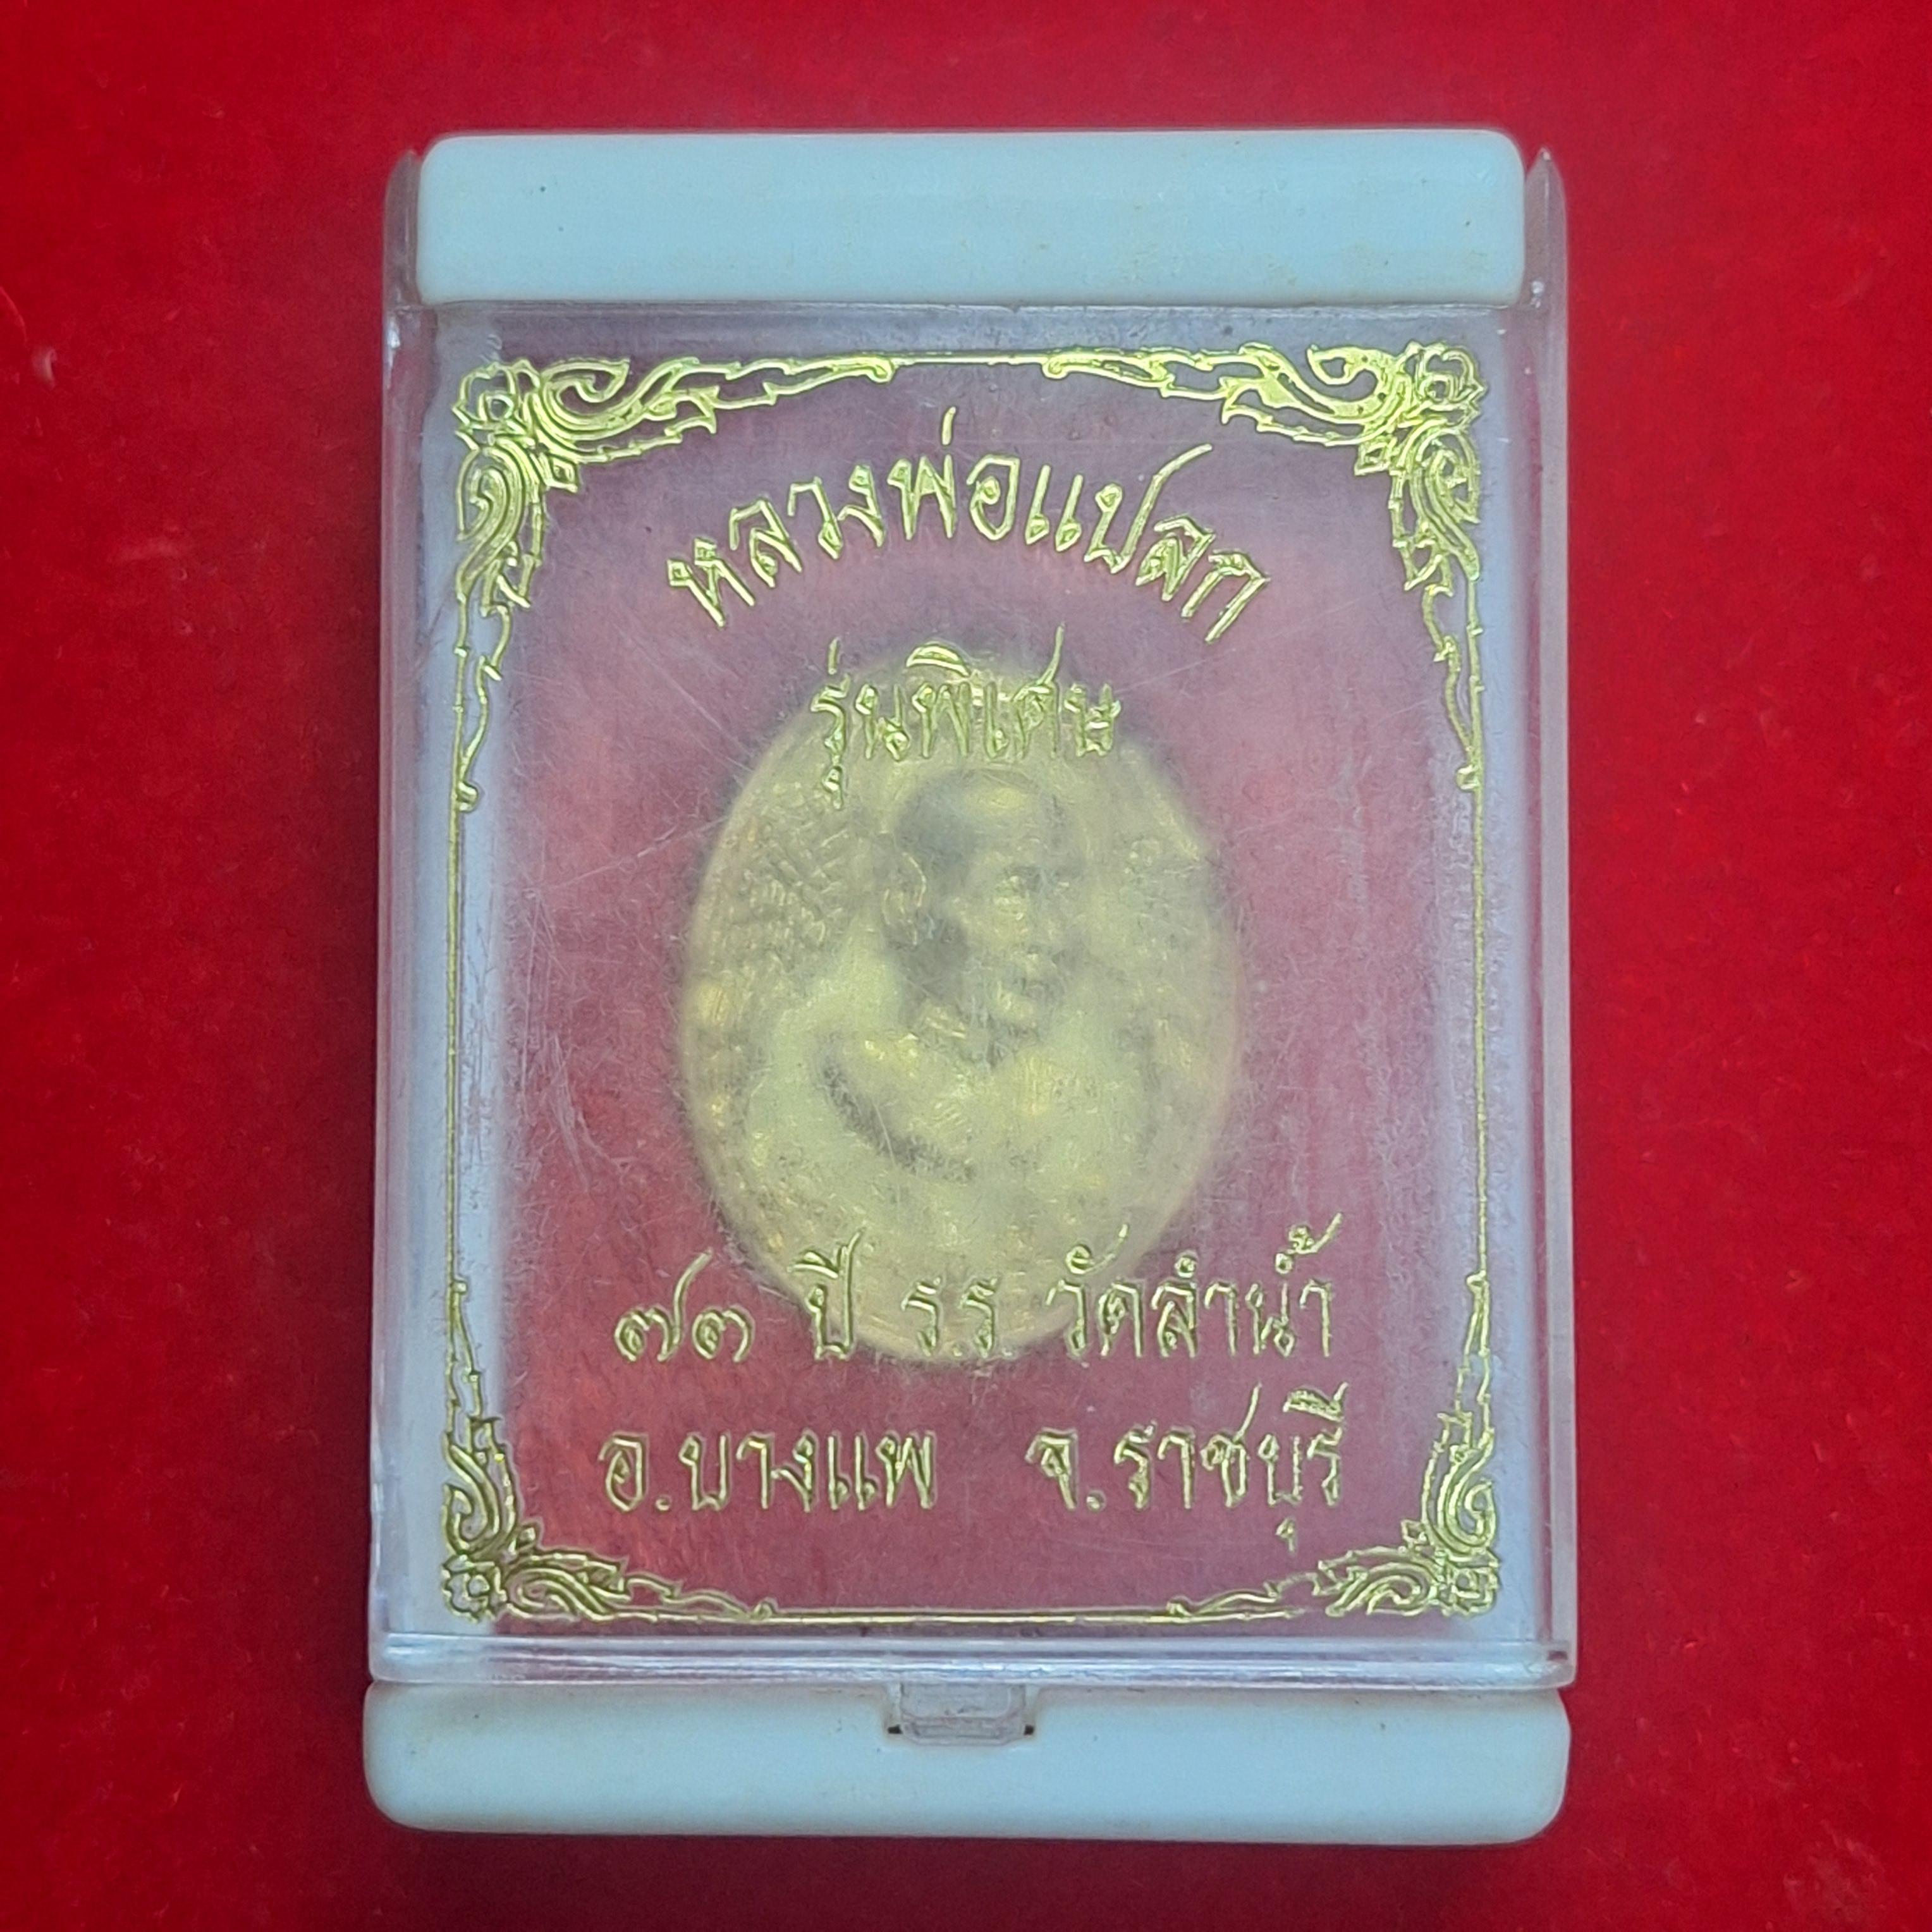 หลวงพ่อแปลก
รุ่นพิเศษ
๗๓ ปี ร.ร. วัดลำน้ำ
อ.บางแพ จ.ราชบุรี